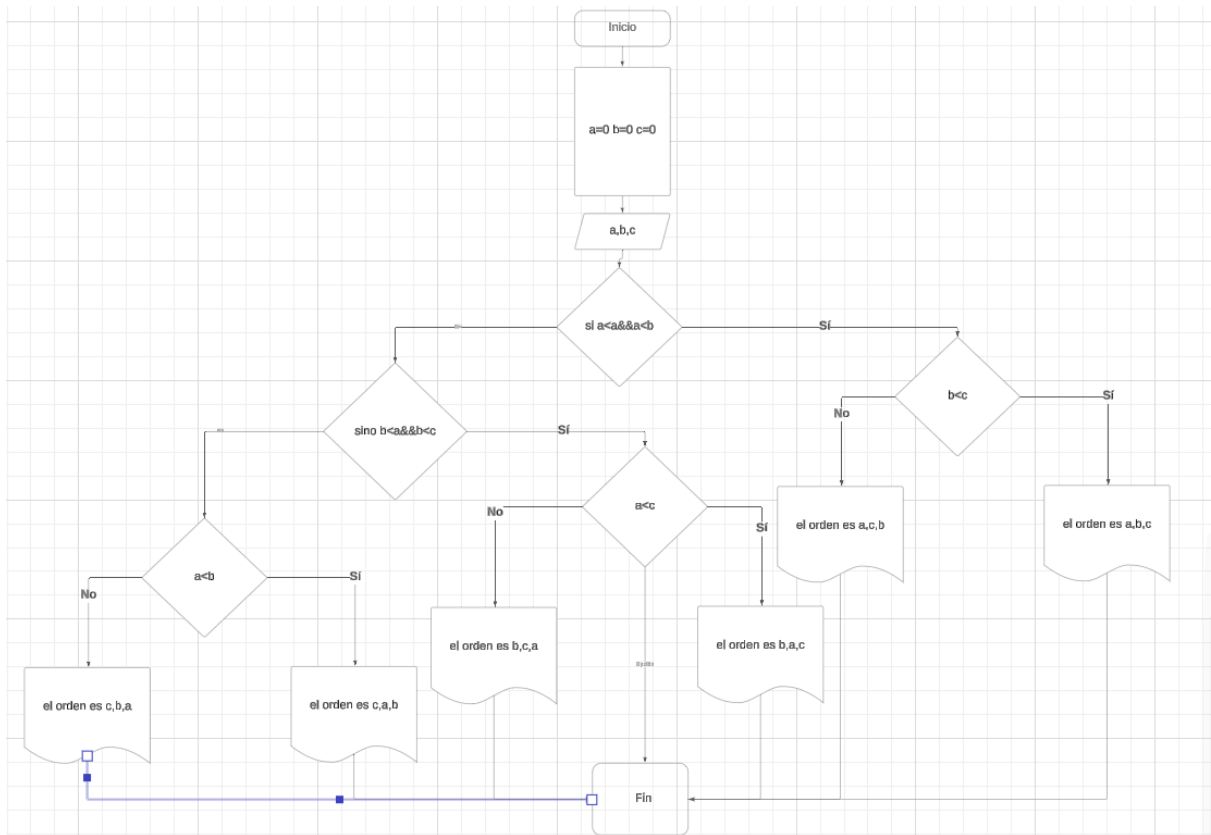 Inicio
a=0 b=0 c=0
a,b,c
si a<a&&a<b
Sí
b<c
No
Sí
sino b<a&&b<c
Sí
a<c
No
Sí
el orden es a,c,b
el orden es a,b,c
a<b
No
Sí
el orden es b,c,a
el orden es b,a,c
el orden es c,b,a
el orden es c,a,b
Fin